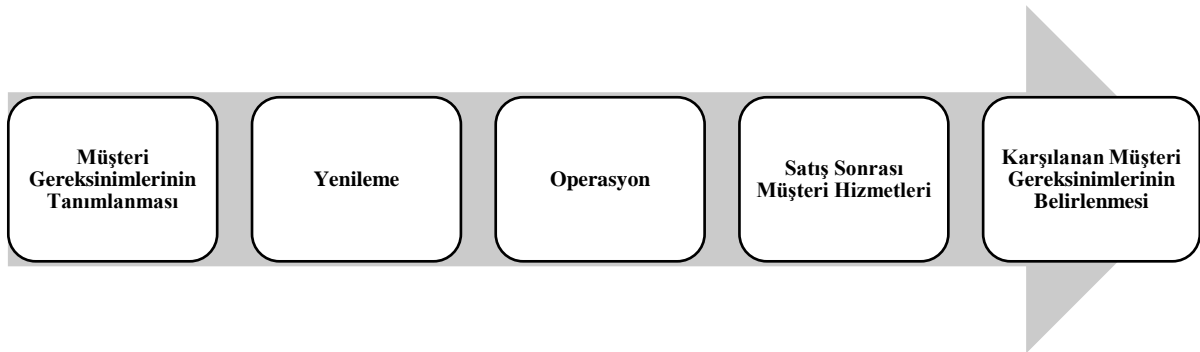 Müşteri
Gereksinimlerinin
Tanımlanması
Yenileme
Operasyon
Satış Sonrası
Müşteri Hizmetleri
Karşılanan Müşteri
Gereksinimlerinin
Belirlenmesi